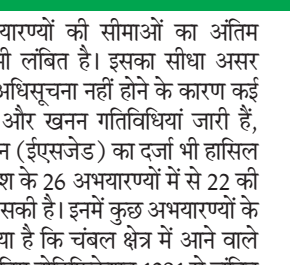 यारण्यों की सीमाओं का अंतिम
भी लंबित है। इसका सीधा असर
अधिसूचना नहीं होने के कारण कई
और खनन गतिविधियां जारी हैं,
न (ईएसजेड) का दर्जा भी हासिल
श के 26 अभयारण्यों में से 22 की
सकी है। इनमें कुछ अभयारण्यों के
या है कि चंबल क्षेत्र में आने वाले